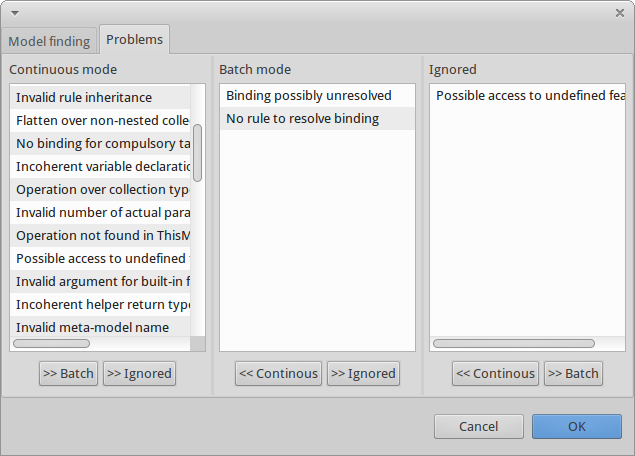 Model finding
Problems
Continuous mode
Invalid rule inheritance
Flatten over non-nested colle
No binding for compulsory ta
Incoherent variable declaratic
Operation over collection typ
Invalid number of actual para
Operation not found in ThisM
Possible access to undefined
Invalid argument for built-in f
Incoherent helper return type
Invalid meta-model name
>> Batch
>> Ignored
Batch mode
Binding possibly unresolved
No rule to resolve binding
<< Continous
>> Ignored
Ignored
Possible access to undefined fea
<< Continous
>> Batch
Cancel
OK